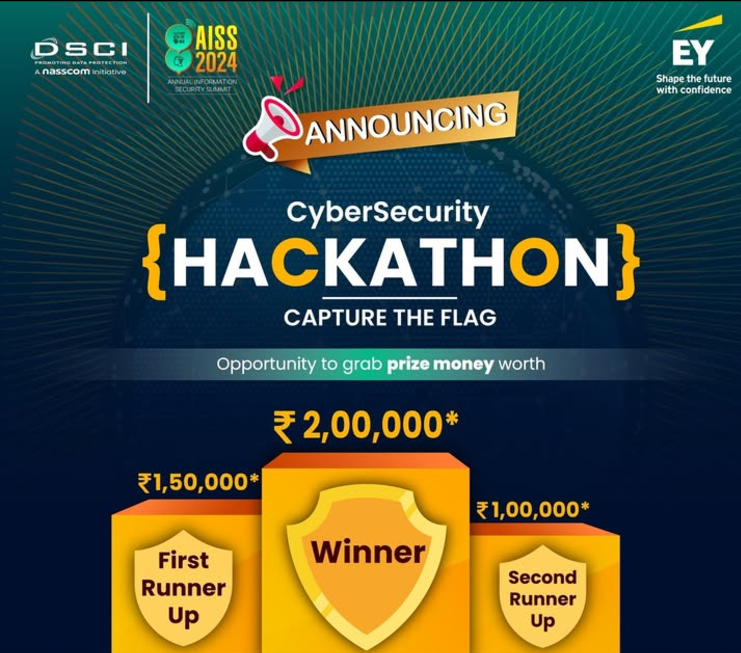 DSCI
PROMOTING DATA PROTECTION
A nasscom Initiative
AISS
2024
ANNUAL INFORMATION
SECURITY SUMMIT
EY
Shape the future
with confidence
ANNOUNCING
CyberSecurity
{HACKATHON}
CAPTURE THE FLAG
Opportunity to grab prize money worth
₹ 2,00,000*
₹1,50,000*
₹1,00,000*
Winner
First
Runner
Up
Second
Runner
Up